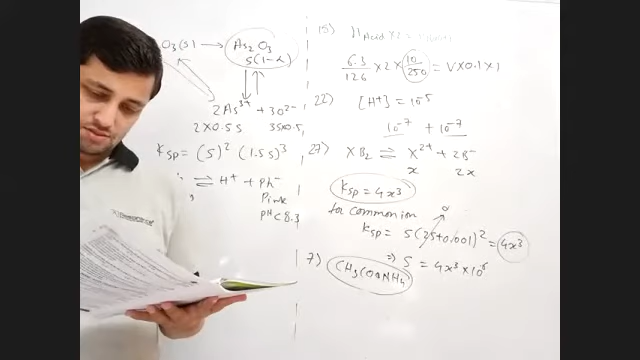 O3(s) → As2O3
s(1-α)
2As3+ + 3O2-
2×0.5s 3s×0.5
Ksp = (s)2 (1.5s)3
⇌ H+ + Ph-
Pink
pH < 8.3
15)
6.3/126 × 2 × 10/250 = V×0.1×1
22) [H+] = 10-5
10-7 + 10-7
27) XB2 ⇌ X2+ + 2B-
x 2x
Ksp = 4x3
for common ion
0
Ksp = s(2s+0.001)2 = 4x3
⇒ s = 4x3 × 106
7) CH3COONH4